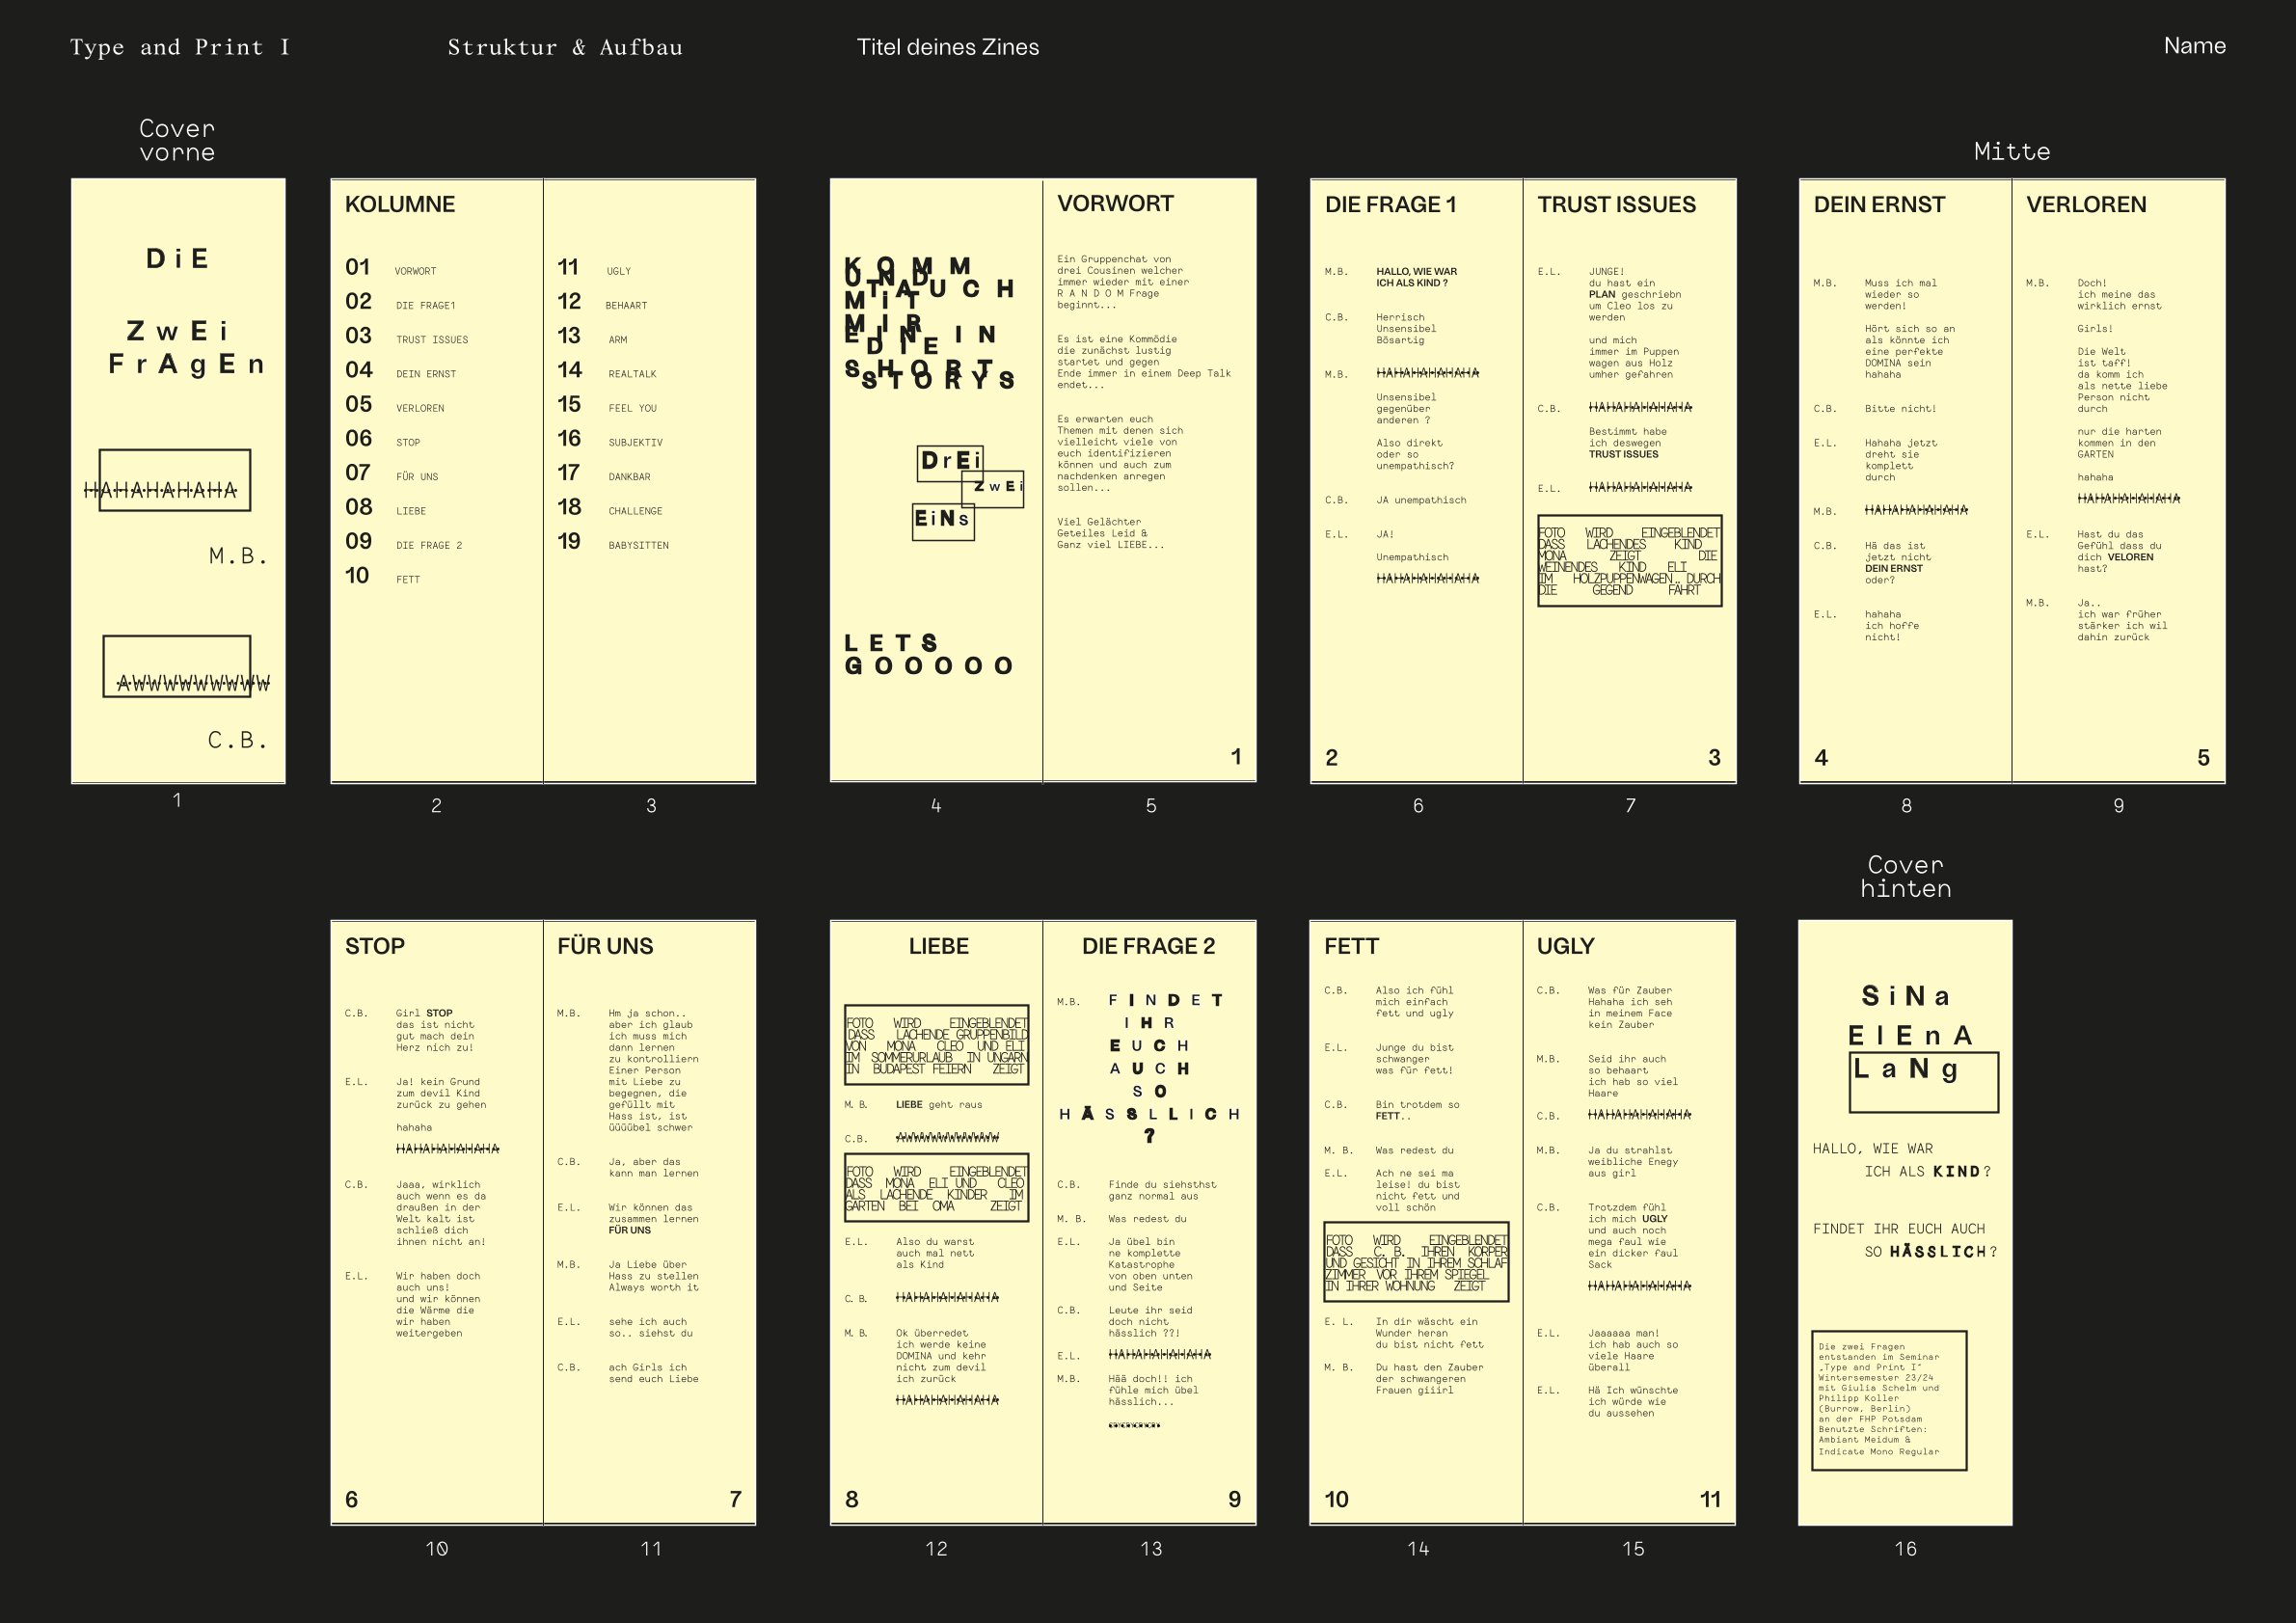 Type and Print I
Struktur & Aufbau
Titel deines Zines
Name
Cover
vorne
DiE
ZwEi
FrAgEn
HAHAHAHAHAHA
M.B.
AWWWWWWWWW
C.B.
1
KOLUMNE
01 VORWORT
02 DIE FRAGE1
03 TRUST ISSUES
04 DEIN ERNST
05 VERLOREN
06 STOP
07 FÜR UNS
08 LIEBE
09 DIE FRAGE 2
10 FETT
2
11 UGLY
12 BEHAART
13 ARM
14 REALTALK
15 FEEL YOU
16 SUBJEKTIV
17 DANKBAR
18 CHALLENGE
19 BABYSITTEN
3
KOMM
UND
TAUCH
MiT
MIR
EIN IN
DIE
SHORT
STORYS
DrEi
ZwEi
EiNs
LETS
GOOOOO
4
VORWORT
Ein Gruppenchat von
drei Cousinen welcher
immer wieder mit einer
R A N D O M Frage
beginnt...
Es ist eine Kommödie
die zunächst lustig
startet und gegen
Ende immer in einem Deep Talk
endet...
Es erwarten euch
Themen mit denen sich
vielleicht viele von
euch identifizieren
können und auch zum
nachdenken anregen
sollen...
Viel Gelächter
Geteiles Leid &
Ganz viel LIEBE...
1
5
DIE FRAGE 1
M.B. HALLO, WIE WAR
ICH ALS KIND ?
C.B. Herrisch
Unsensibel
Bösartig
M.B. HAHAHAHAHAHA
Unsensibel
gegenüber
anderen ?
Also direkt
oder so
unempathisch?
C.B. JA unempathisch
E.L. JA!
Unempathisch
HAHAHAHAHAHA
2
6
TRUST ISSUES
E.L. JUNGE!
du hast ein
PLAN geschriebn
um Cleo los zu
werden
und mich
immer im Puppen
wagen aus Holz
umher gefahren
C.B. HAHAHAHAHAHA
Bestimmt habe
ich deswegen
TRUST ISSUES
E.L. HAHAHAHAHAHA
FOTO WIRD EINGEBLENDET
DASS LACHENDES KIND
MONA ZEIGT DIE
WEINENDES KIND ELI
IM HOLZPUPPENWAGEN.. DURCH
DIE GEGEND FÄHRT
3
7
Mitte
DEIN ERNST
M.B. Muss ich mal
wieder so
werden!
Hört sich so an
als könnte ich
eine perfekte
DOMINA sein
hahaha
C.B. Bitte nicht!
E.L. Hahaha jetzt
dreht sie
komplett
durch
M.B. HAHAHAHAHAHA
C.B. Hä das ist
jetzt nicht
DEIN ERNST
oder?
E.L. hahaha
ich hoffe
nicht!
4
8
VERLOREN
M.B. Doch!
ich meine das
wirklich ernst
Girls!
Die Welt
ist taff!
da komm ich
als nette liebe
Person nicht
durch
nur die harten
kommen in den
GARTEN
hahaha
HAHAHAHAHAHA
E.L. Hast du das
Gefühl dass du
dich VELOREN
hast?
M.B. Ja..
ich war früher
stärker ich wil
dahin zurück
5
9
STOP
C.B. Girl STOP
das ist nicht
gut mach dein
Herz nich zu!
E.L. Ja! kein Grund
zum devil Kind
zurück zu gehen
hahaha
HAHAHAHAHAHA
C.B. Jaaa, wirklich
auch wenn es da
draußen in der
Welt kalt ist
schließ dich
ihnen nicht an!
E.L. Wir haben doch
auch uns!
und wir können
die Wärme die
wir haben
weitergeben
6
10
FÜR UNS
M.B. Hm ja schon..
aber ich glaub
ich muss mich
dann lernen
zu kontrolliern
Einer Person
mit Liebe zu
begegnen, die
gefüllt mit
Hass ist, ist
üüüübel schwer
C.B. Ja, aber das
kann man lernen
E.L. Wir können das
zusammen lernen
FÜR UNS
M.B. Ja Liebe über
Hass zu stellen
Always worth it
E.L. sehe ich auch
so.. siehst du
C.B. ach Girls ich
send euch Liebe
7
11
LIEBE
FOTO WIRD EINGEBLENDET
DASS LACHENDE GRUPPENBILD
VON MONA CLEO UND ELI
IM SOMMERURLAUB IN UNGARN
IN BUDAPEST FEIERN ZEIGT
M. B. LIEBE geht raus
C.B. AWWWWWWWWW
FOTO WIRD EINGEBLENDET
DASS MONA ELI UND CLEO
ALS LACHENDE KINDER IM
GARTEN BEI OMA ZEIGT
E.L. Also du warst
auch mal nett
als Kind
C. B. HAHAHAHAHAHA
M. B. Ok überredet
ich werde keine
DOMINA und kehr
nicht zum devil
ich zurück
HAHAHAHAHAHA
8
12
DIE FRAGE 2
M.B. FINDET
IHR
EUCH
AUCH
SO
HÄSSLLICH
?
C.B. Finde du siehsthst
ganz normal aus
M. B. Was redest du
E.L. Ja übel bin
ne komplette
Katastrophe
von oben unten
und Seite
C.B. Leute ihr seid
doch nicht
hässlich ??!
E.L. HAHAHAHAHAHA
M.B. Hää doch!! ich
fühle mich übel
hässlich...
9
13
FETT
C.B. Also ich fühl
mich einfach
fett und ugly
E.L. Junge du bist
schwanger
was für fett!
C.B. Bin trotdem so
FETT..
M. B. Was redest du
E.L. Ach ne sei ma
leise! du bist
nicht fett und
voll schön
FOTO WIRD EINGEBLENDET
DASS C. B. IHREN KÖRPER
UND GESICHT IN IHREM SCHLAF
ZIMMER VOR IHREM SPIEGEL
IN IHRER WOHNUNG ZEIGT
E. L. In dir wäscht ein
Wunder heran
du bist nicht fett
M. B. Du hast den Zauber
der schwangeren
Frauen giiirl
10
14
UGLY
C.B. Was für Zauber
Hahaha ich seh
in meinem Face
kein Zauber
M.B. Seid ihr auch
so behaart
ich hab so viel
Haare
C.B. HAHAHAHAHAHA
M.B. Ja du strahlst
weibliche Enegy
aus girl
C.B. Trotzdem fühl
ich mich UGLY
und auch noch
mega faul wie
ein dicker faul
Sack
HAHAHAHAHAHA
E.L. Jaaaaaa man!
ich hab auch so
viele Haare
überall
E.L. Hä Ich wünschte
ich würde wie
du aussehen
11
15
Cover
hinten
SiNa
ElEnA
LaNg
HALLO, WIE WAR
ICH ALS KIND?
FINDET IHR EUCH AUCH
SO HÄSSLICH?
Die zwei Fragen
entstanden im Seminar
„Type and Print I“
Wintersemester 23/24
mit Giulia Schelm und
Philipp Koller
(Burrow, Berlin)
an der FHP Potsdam
Benutzte Schriften:
Ambiant Meidum &
Indicate Mono Regular
16